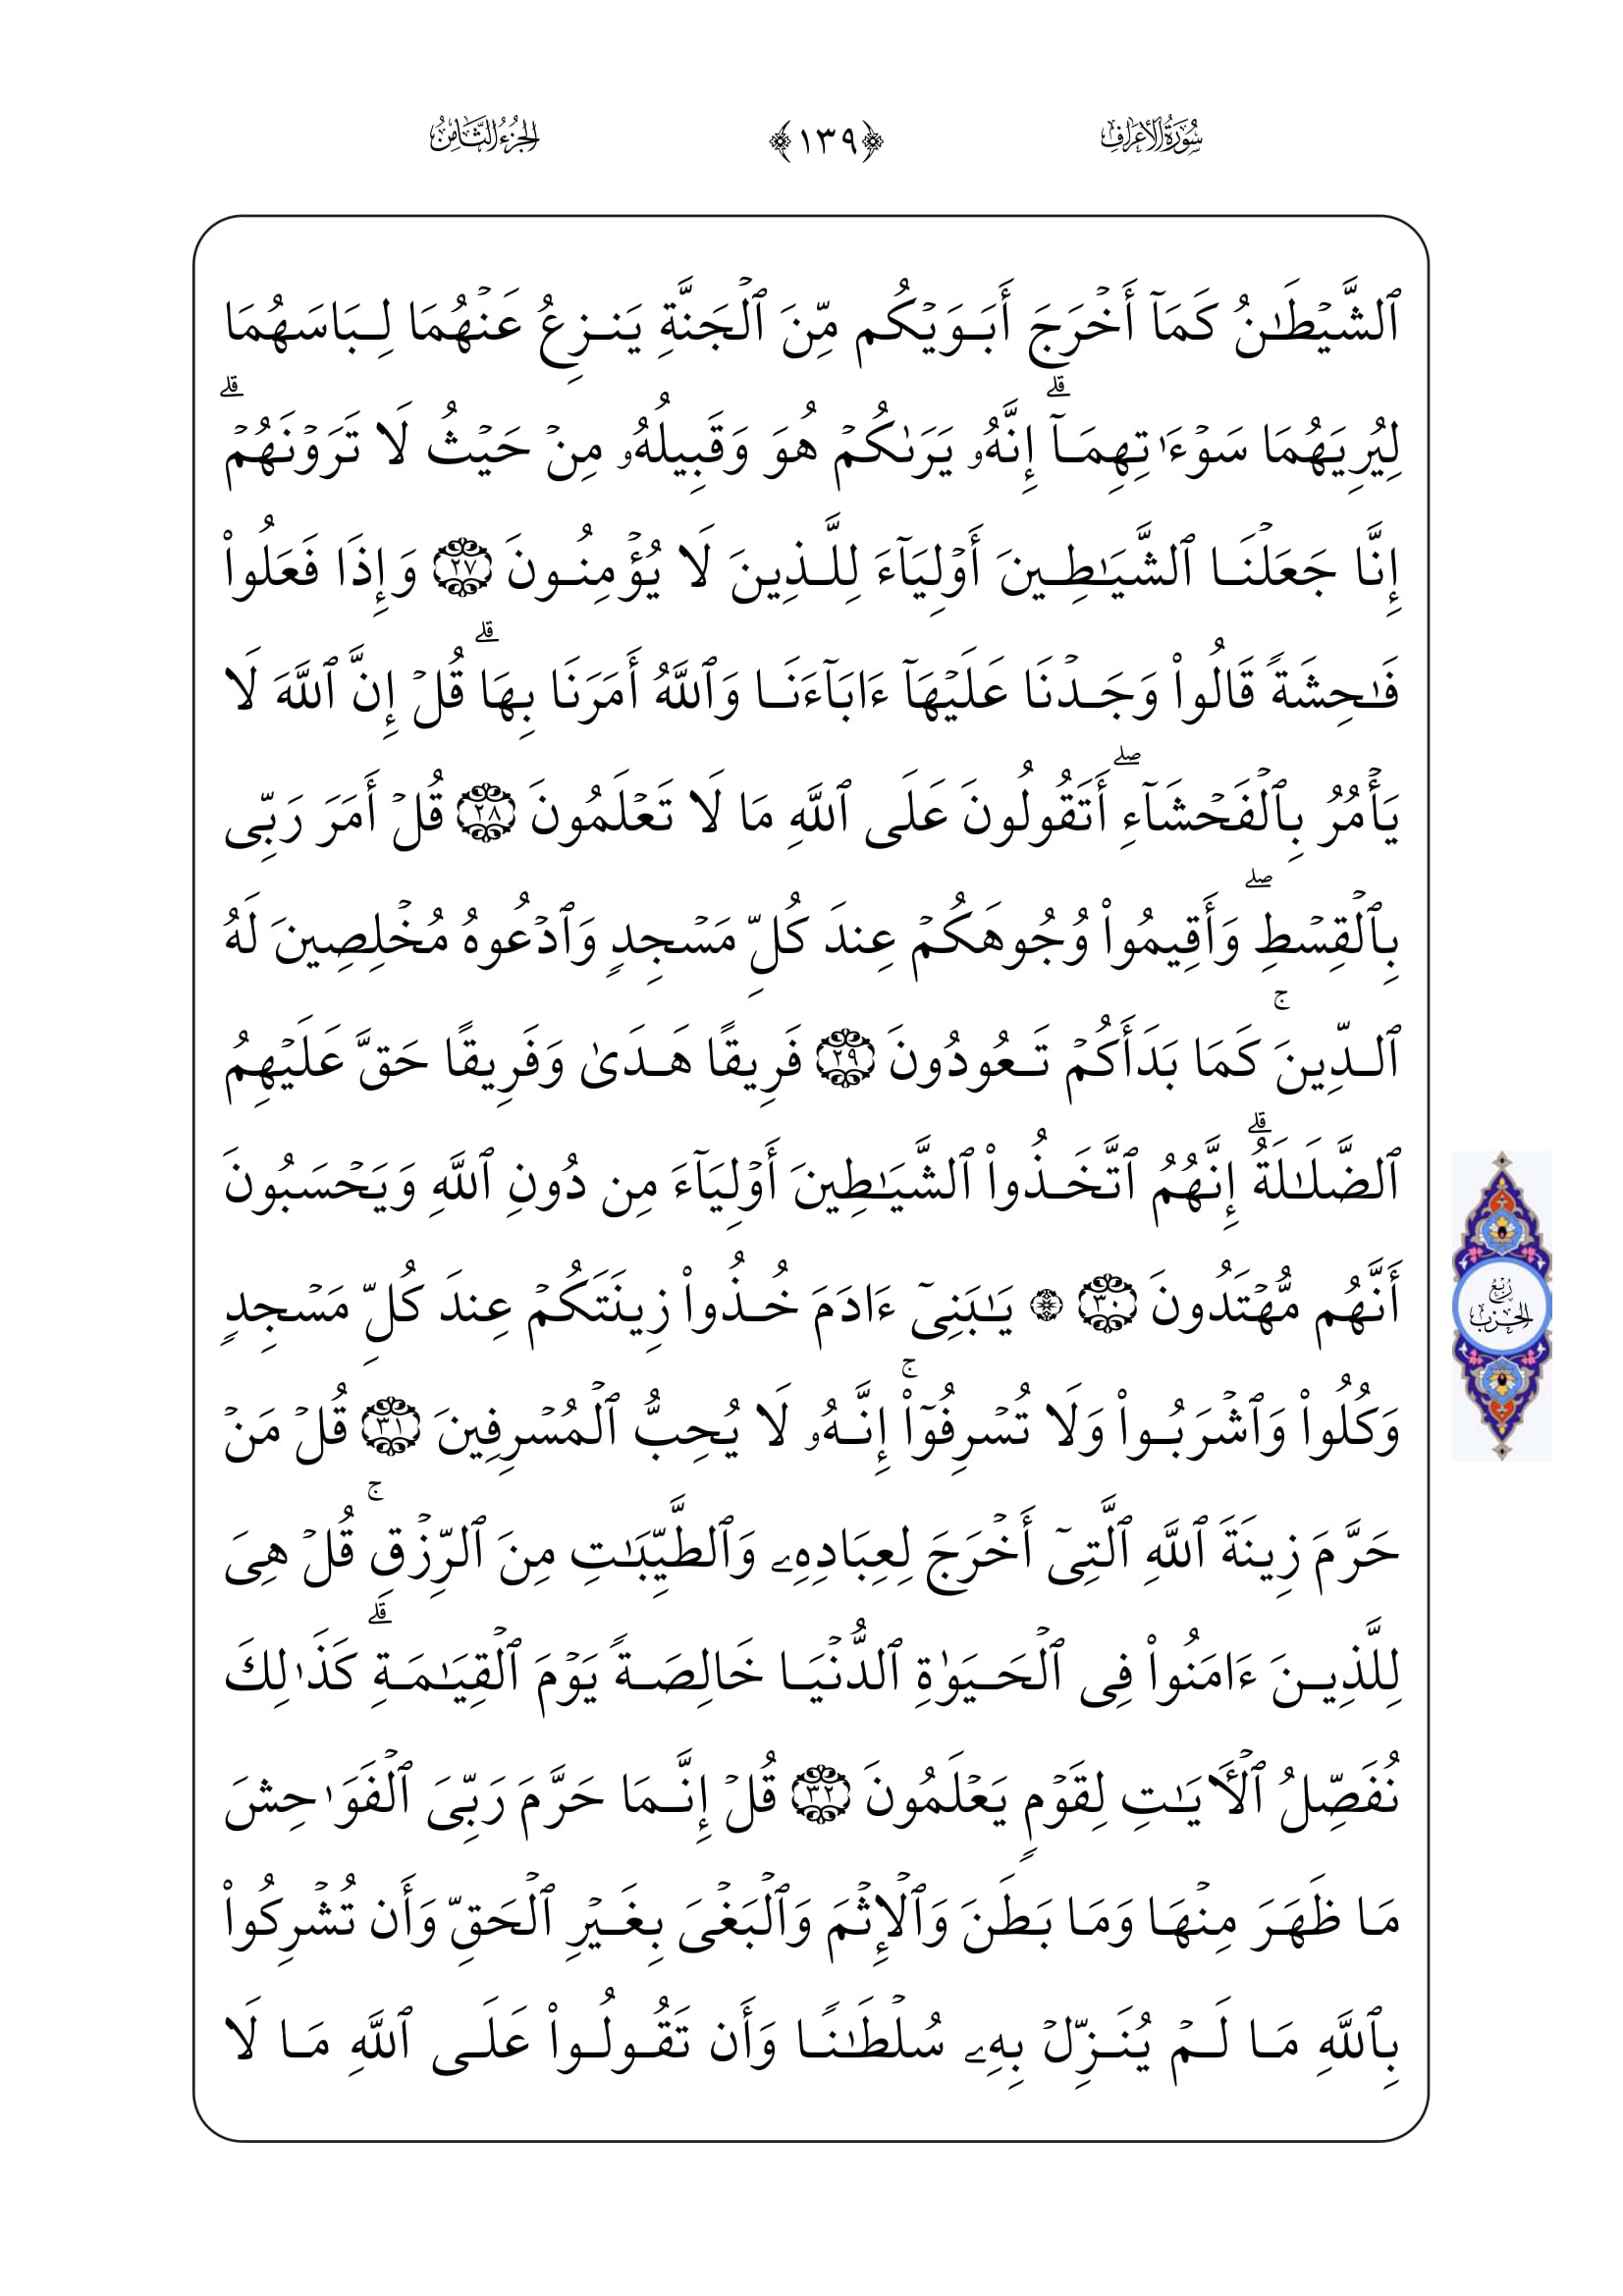 سُورَةُ الأَعْرَافِ ﴿١٣٩﴾ الجُزْءُ الثَّامِنُ
ٱلشَّيۡطَٰنُ كَمَآ أَخۡرَجَ أَبَوَيۡكُم مِّنَ ٱلۡجَنَّةِ يَنزِعُ عَنۡهُمَا لِبَاسَهُمَا
لِيُرِيَهُمَا سَوۡءَٰتِهِمَآۗ إِنَّهُۥ يَرَىٰكُمۡ هُوَ وَقَبِيلُهُۥ مِنۡ حَيۡثُ لَا تَرَوۡنَهُمۡۗ
إِنَّا جَعَلۡنَا ٱلشَّيَٰطِينَ أَوۡلِيَآءَ لِلَّذِينَ لَا يُؤۡمِنُونَ ٢٧ وَإِذَا فَعَلُواْ
فَٰحِشَةٗ قَالُواْ وَجَدۡنَا عَلَيۡهَآ ءَابَآءَنَا وَٱللَّهُ أَمَرَنَا بِهَاۗ قُلۡ إِنَّ ٱللَّهَ لَا
يَأۡمُرُ بِٱلۡفَحۡشَآءِۖ أَتَقُولُونَ عَلَى ٱللَّهِ مَا لَا تَعۡلَمُونَ ٢٨ قُلۡ أَمَرَ رَبِّي
بِٱلۡقِسۡطِۖ وَأَقِيمُواْ وُجُوهَكُمۡ عِندَ كُلِّ مَسۡجِدٖ وَٱدۡعُوهُ مُخۡلِصِينَ لَهُ
ٱلدِّينَۚ كَمَا بَدَأَكُمۡ تَعُودُونَ ٢٩ فَرِيقًا هَدَىٰ وَفَرِيقًا حَقَّ عَلَيۡهِمُ
ٱلضَّلَٰلَةُۗ إِنَّهُمُ ٱتَّخَذُواْ ٱلشَّيَٰطِينَ أَوۡلِيَآءَ مِن دُونِ ٱللَّهِ وَيَحۡسَبُونَ
أَنَّهُم مُّهۡتَدُونَ ٣٠ ۞ يَٰبَنِيٓ ءَادَمَ خُذُواْ زِينَتَكُمۡ عِندَ كُلِّ مَسۡجِدٖ
رُبْعُ
الحِزْبِ
وَكُلُواْ وَٱشۡرَبُواْ وَلَا تُسۡرِفُوٓاْۚ إِنَّهُۥ لَا يُحِبُّ ٱلۡمُسۡرِفِينَ ٣١ قُلۡ مَنۡ
حَرَّمَ زِينَةَ ٱللَّهِ ٱلَّتِيٓ أَخۡرَجَ لِعِبَادِهِۦ وَٱلطَّيِّبَٰتِ مِنَ ٱلرِّزۡقِۚ قُلۡ هِيَ
لِلَّذِينَ ءَامَنُواْ فِي ٱلۡحَيَوٰةِ ٱلدُّنۡيَا خَالِصَةٗ يَوۡمَ ٱلۡقِيَٰمَةِۗ كَذَٰلِكَ
نُفَصِّلُ ٱلۡأٓيَٰتِ لِقَوۡمٖ يَعۡلَمُونَ ٣٢ قُلۡ إِنَّمَا حَرَّمَ رَبِّيَ ٱلۡفَوَٰحِشَ
مَا ظَهَرَ مِنۡهَا وَمَا بَطَنَ وَٱلۡإِثۡمَ وَٱلۡبَغۡيَ بِغَيۡرِ ٱلۡحَقِّ وَأَن تُشۡرِكُواْ
بِٱللَّهِ مَا لَمۡ يُنَزِّلۡ بِهِۦ سُلۡطَٰنٗا وَأَن تَقُولُواْ عَلَى ٱللَّهِ مَا لَا